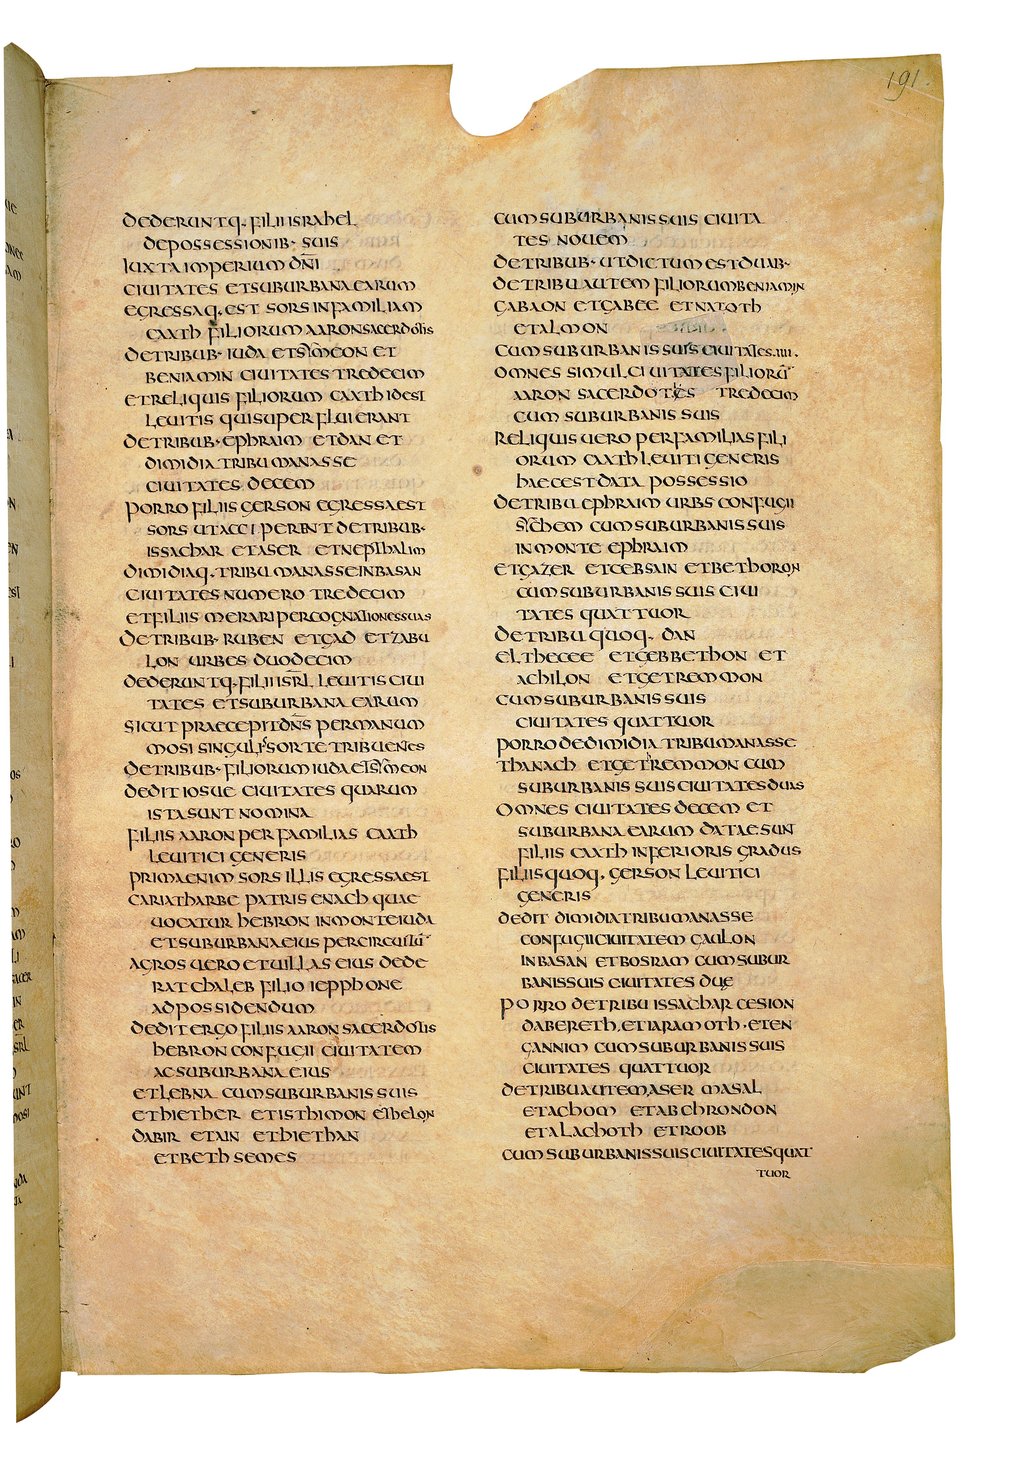 191.
DEDERUNTQ· FILII ISRAHEL
DE POSSESSIONIB· SUIS
IUXTA IMPERIUM DN̄I
CIUITATES ET SUBURBANA EARUM
EGRESSAQ· EST SORS IN FAMILIAM
CAATH FILIORUM AARON SACERDOTIS
DE TRIBUB· IUDA ET SYMEON ET
BENIAMIN CIUITATES TREDECIM
ET RELIQUIS FILIORUM CAATH ID EST
LEUITIS QUI SUPERFLUI ERANT
DE TRIBUB· EPHRAIM ET DAN ET
DIMIDIA TRIBU MANASSE
CIUITATES DECEM
PORRO FILIIS GERSON EGRESSA EST
SORS UT ACCIPERENT DE TRIBUB·
ISSACHAR ET ASER ET NEPTHALIM
DIMIDIAQ· TRIBU MANASSE IN BASAN
CIUITATES NUMERO TREDECIM
ET FILIIS MERARI PER COGNATIONES SUAS
DE TRIBUB· RUBEN ET GAD ET ZABU
LON URBES DUODECIM
DEDERUNTQ· FILII ISRL̄ LEUITIS CIUI
TATES ET SUBURBANA EARUM
SICUT PRAECEPIT DN̄S PER MANUM
MOSI SINGULIS SORTE TRIBUENES
DE TRIBUB· FILIORUM IUDA ET SYMEON
DEDIT IOSUE CIUITATES QUARUM
ISTA SUNT NOMINA
FILIIS AARON PER FAMILIAS CAATH
LEUITICI GENERIS
PRIMA ENIM SORS ILLIS EGRESSA EST
CARIATHARBE PATRIS ENACH QUAE
UOCATUR HEBRON IN MONTE IUDA
ET SUBURBANA EIUS PER CIRCUITŪ
AGROS UERO ET UILLAS EIUS DEDE
RAT CHALEB FILIO IEPPHONE
AD POSSIDENDUM
DEDIT ERGO FILIIS AARON SACERDOTIS
HEBRON CONFUGII CIUITATEM
AC SUBURBANA EIUS
ET LEBNA CUM SUBURBANIS SUIS
ET HIETHER ET ISTHIMON ET HELON
DABIR ET AIN ET HIETHAN
ET BETHSEMES
CUM SUBURBANIS SUIS CIUITA
TES NOUEM
DE TRIBUB· UT DICTUM EST DUAB·
DE TRIBU AUTEM FILIORUM BENIAMIN
GABAON ET GABEE ET NATOTH
ET ALMON
CUM SUBURBANIS SUIS CIUITATES·IIII·
OMNES SIMUL CIUITATES FILIORŪ
AARON SACERDOTES TREDECIM
CUM SUBURBANIS SUIS
RELIQUIS UERO PER FAMILIAS FILI
ORUM CAATH LEUITI GENERIS
HAEC EST DATA POSSESSIO
DE TRIBU EPHRAIM URBS CONFUGII
SYCHEM CUM SUBURBANIS SUIS
IN MONTE EPHRAIM
ET GAZER ET CEBSAIN ET BETHORON
CUM SUBURBANIS SUIS CIUI
TATES QUATTUOR
DE TRIBU QUOQ· DAN
ELTHECEE ET GEBBETHON ET
ACHILON ET GETREMMON
CUM SUBURBANIS SUIS
CIUITATES QUATTUOR
PORRO DE DIMIDIA TRIBU MANASSE
THANACH ET GETREMMON CUM
SUBURBANIS SUIS CIUITATES DUAS
OMNES CIUITATES DECEM ET
SUBURBANA EARUM DATAE SUNT
FILIIS CAATH INFERIORIS GRADUS
FILIIS QUOQ· GERSON LEUITICI
GENERIS
DEDIT DIMIDIA TRIBU MANASSE
CONFUGII CIUITATEM GAULON
IN BASAN ET BOSRAM CUM SUBUR
BANIS SUIS CIUITATES DUE
PORRO DE TRIBU ISSACHAR CESION
DABERETH· ET IARAMOTH· ET EN
GANNIM CUM SUBURBANIS SUIS
CIUITATES QUATTUOR
DE TRIBU AUTEM ASER MASAL
ET ACHOM ET AB CHRONDON
ET ALACHOTH ET ROOB
CUM SUBURBANIS SUIS CIUITATES QUAT
TUOR